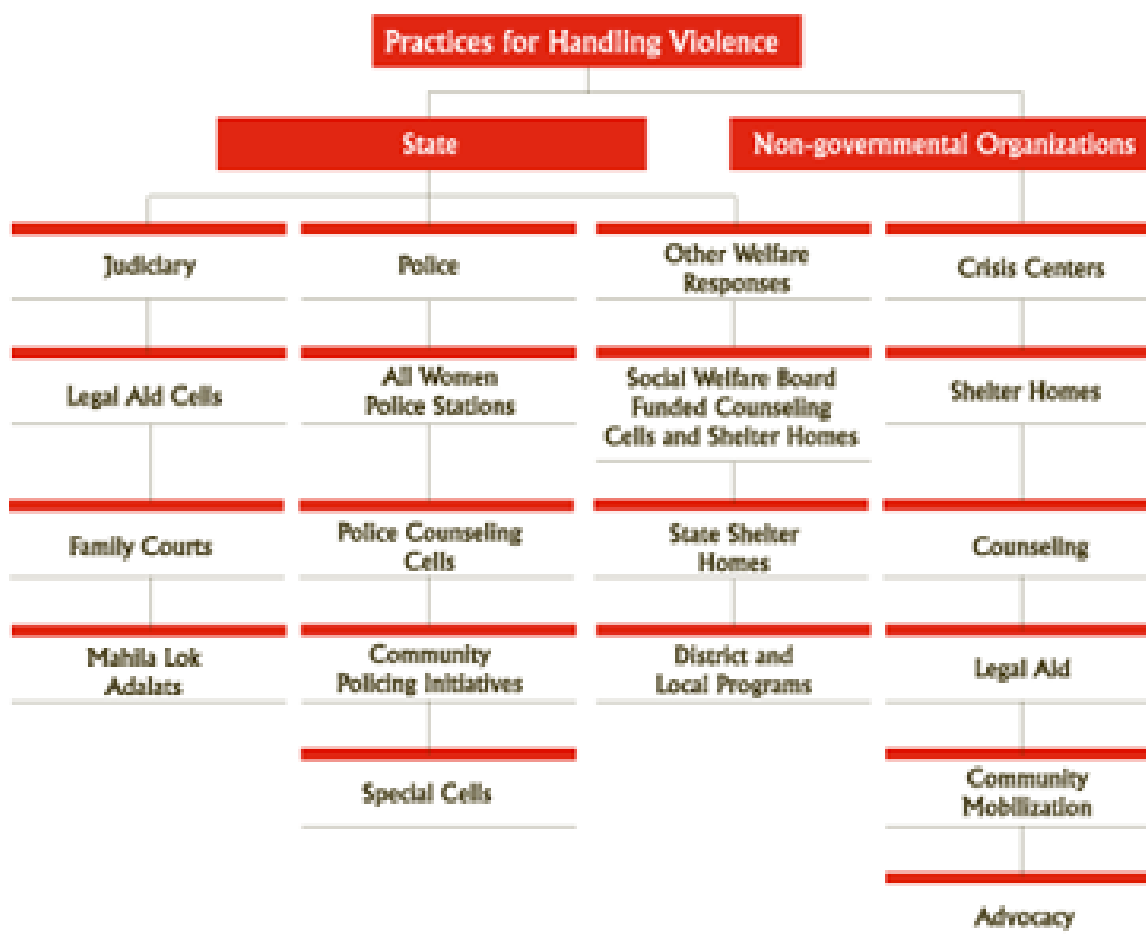 Practices for Handling Violence
State
Non-governmental Organizations
Judiciary
Police
Other Welfare
Responses
Crisis Centers
Legal Aid Cells
All Women
Police Stations
Social Welfare Board
Funded Counseling
Cells and Shelter Homes
Shelter Homes
Family Courts
Police Counseling
Cells
State Shelter
Homes
Counseling
Mahila Lok
Adalats
Community
Policing Initiatives
District and
Local Programs
Legal Aid
Special Cells
Community
Mobilization
Advocacy